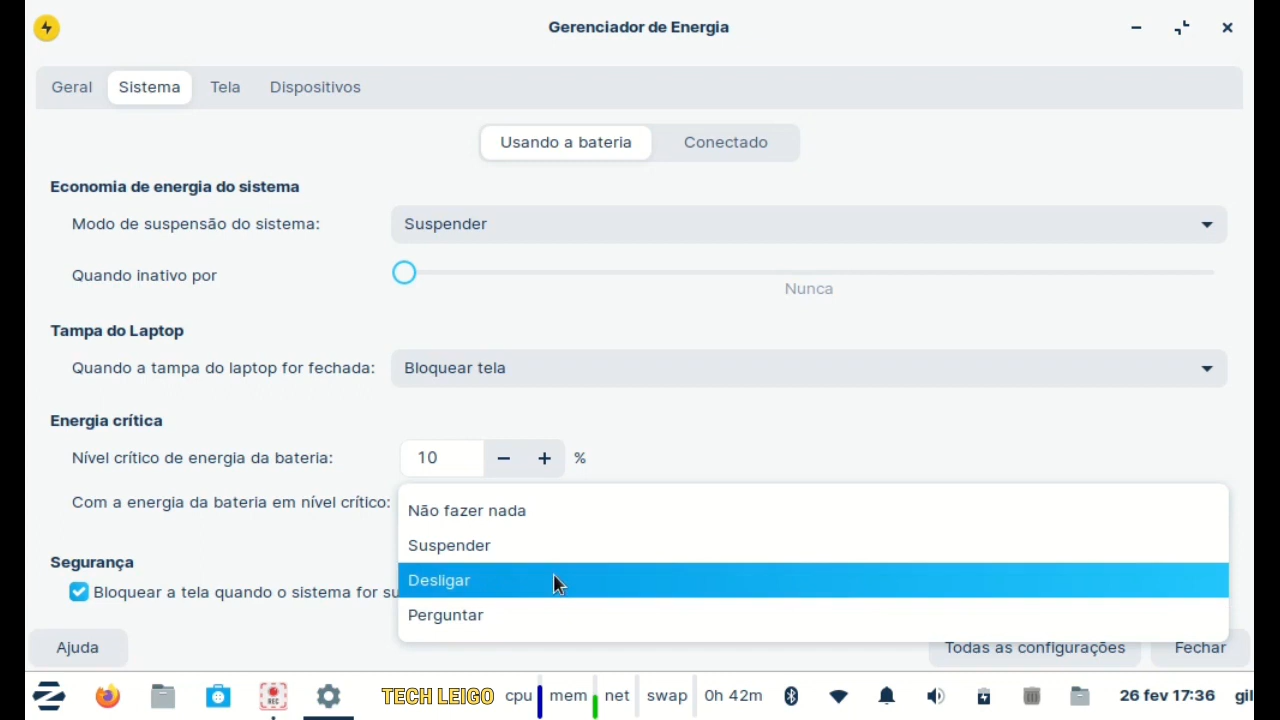 Gerenciador de Energia
Geral Sistema Tela Dispositivos
Usando a bateria Conectado
Economia de energia do sistema
Modo de suspensão do sistema: Suspender
Quando inativo por
Nunca
Tampa do Laptop
Quando a tampa do laptop for fechada: Bloquear tela
Energia crítica
Nível crítico de energia da bateria: 10 − + %
Com a energia da bateria em nível crítico:
Não fazer nada
Suspender
Desligar
Perguntar
Segurança
Bloquear a tela quando o sistema for su
Ajuda Todas as configurações Fechar
REC TECH LEIGO cpu mem net swap 0h 42m 26 fev 17:36 gil